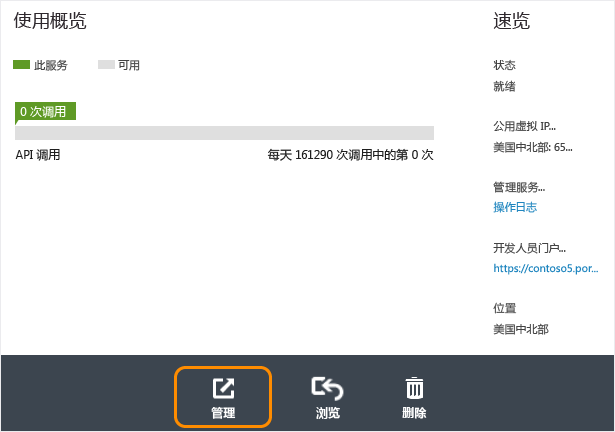 使用概览
此服务 可用
0 次调用
API 调用 每天 161290 次调用中的第 0 次
速览
状态
就绪
公用虚拟 IP...
美国中北部: 65...
管理服务...
操作日志
开发人员门户...
https://contoso5.por...
位置
美国中北部
管理 浏览 删除